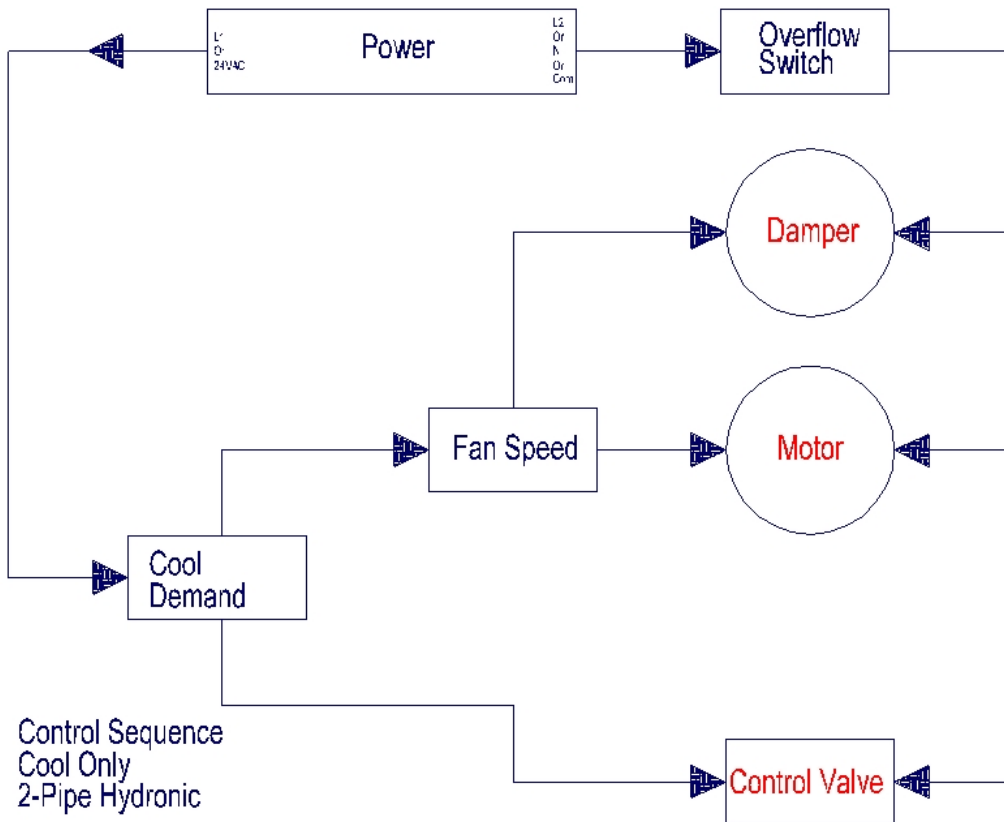 L1
Or
24VAC
Power
L2
Or
N
Or
Com
Overflow
Switch
Damper
Fan Speed
Motor
Cool
Demand
Control Sequence
Cool Only
2-Pipe Hydronic
Control Valve